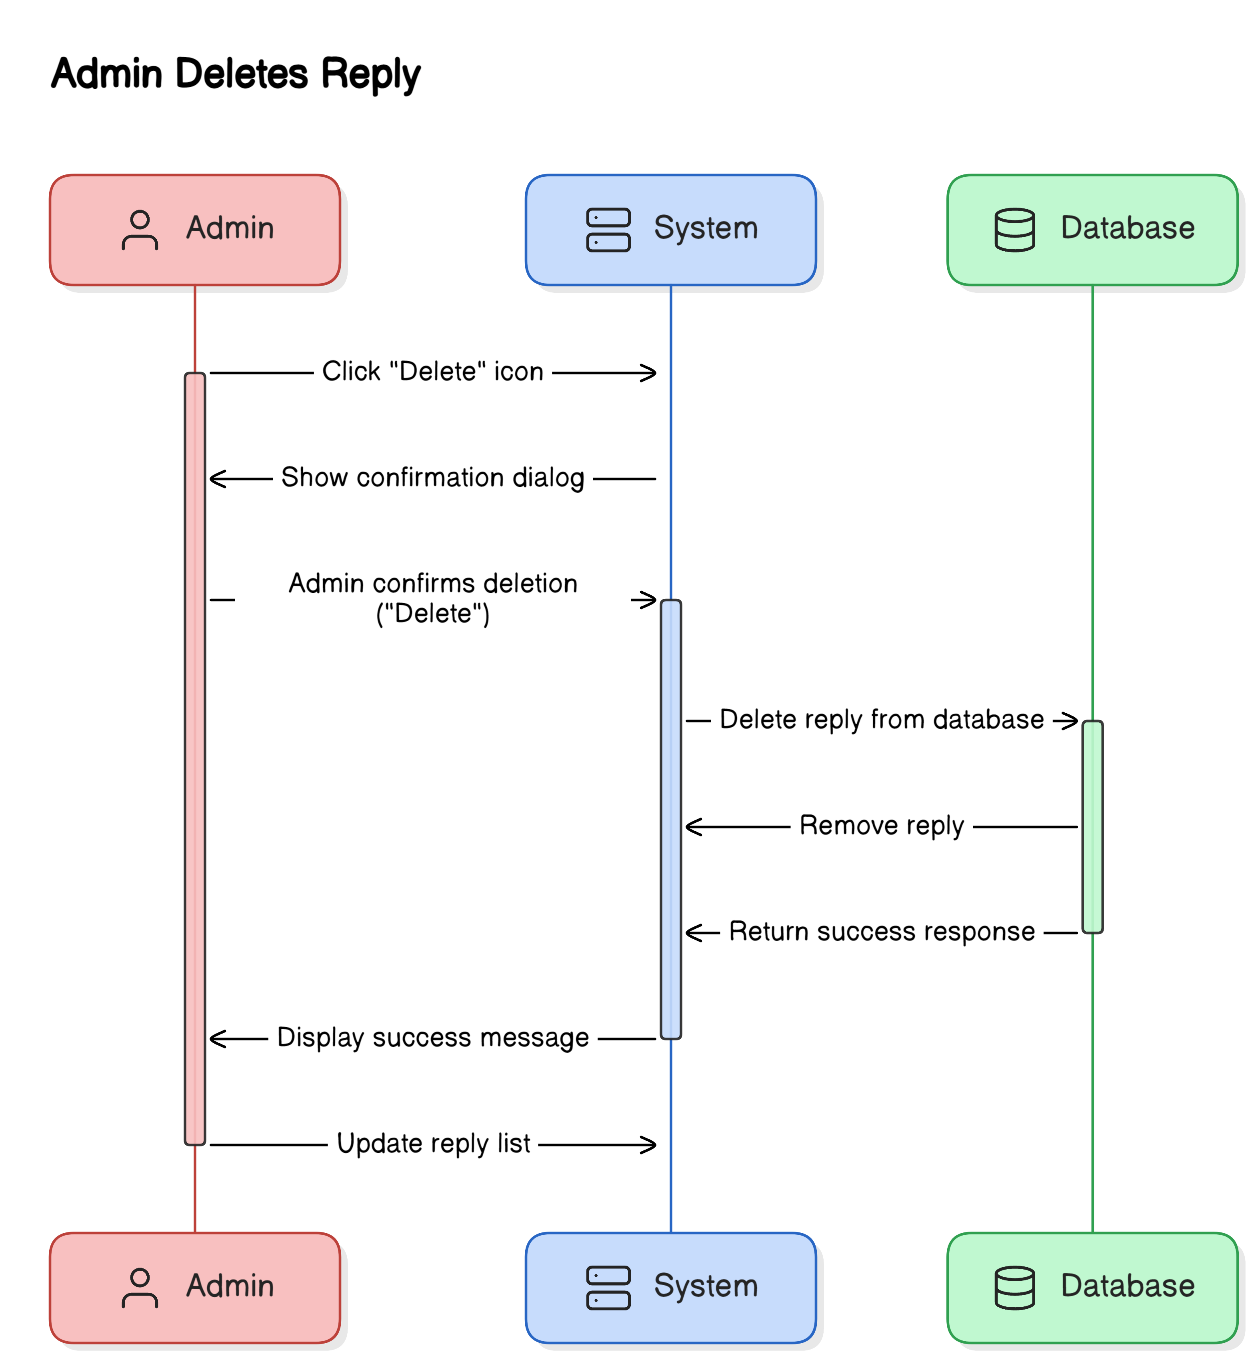 Admin Deletes Reply
Admin
System
Database
Click "Delete" icon
Show confirmation dialog
Admin confirms deletion
("Delete")
Delete reply from database
Remove reply
Return success response
Display success message
Update reply list
Admin
System
Database